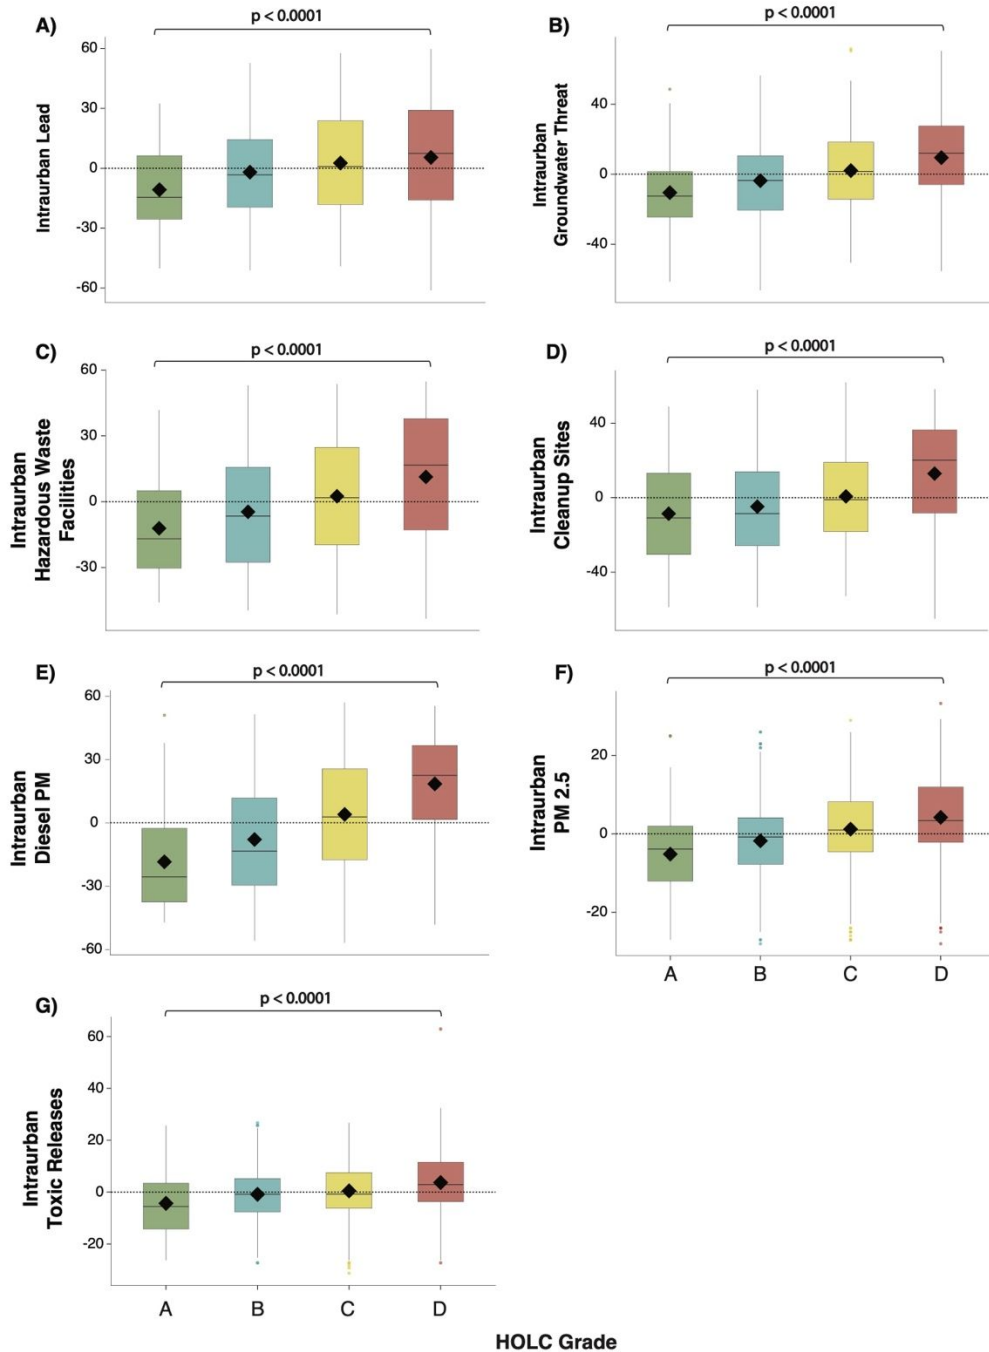 A)
p < 0.0001
Intraurban Lead
60
30
0
-30
-60
B)
p < 0.0001
Intraurban
Groundwater Threat
40
0
-40
C)
p < 0.0001
Intraurban
Hazardous Waste
Facilities
60
30
0
-30
D)
p < 0.0001
Intraurban
Cleanup Sites
40
0
-40
E)
p < 0.0001
Intraurban
Diesel PM
60
30
0
-30
-60
F)
p < 0.0001
Intraurban
PM 2.5
20
0
-20
A B C D
G)
p < 0.0001
Intraurban
Toxic Releases
60
40
20
0
-20
A B C D
HOLC Grade